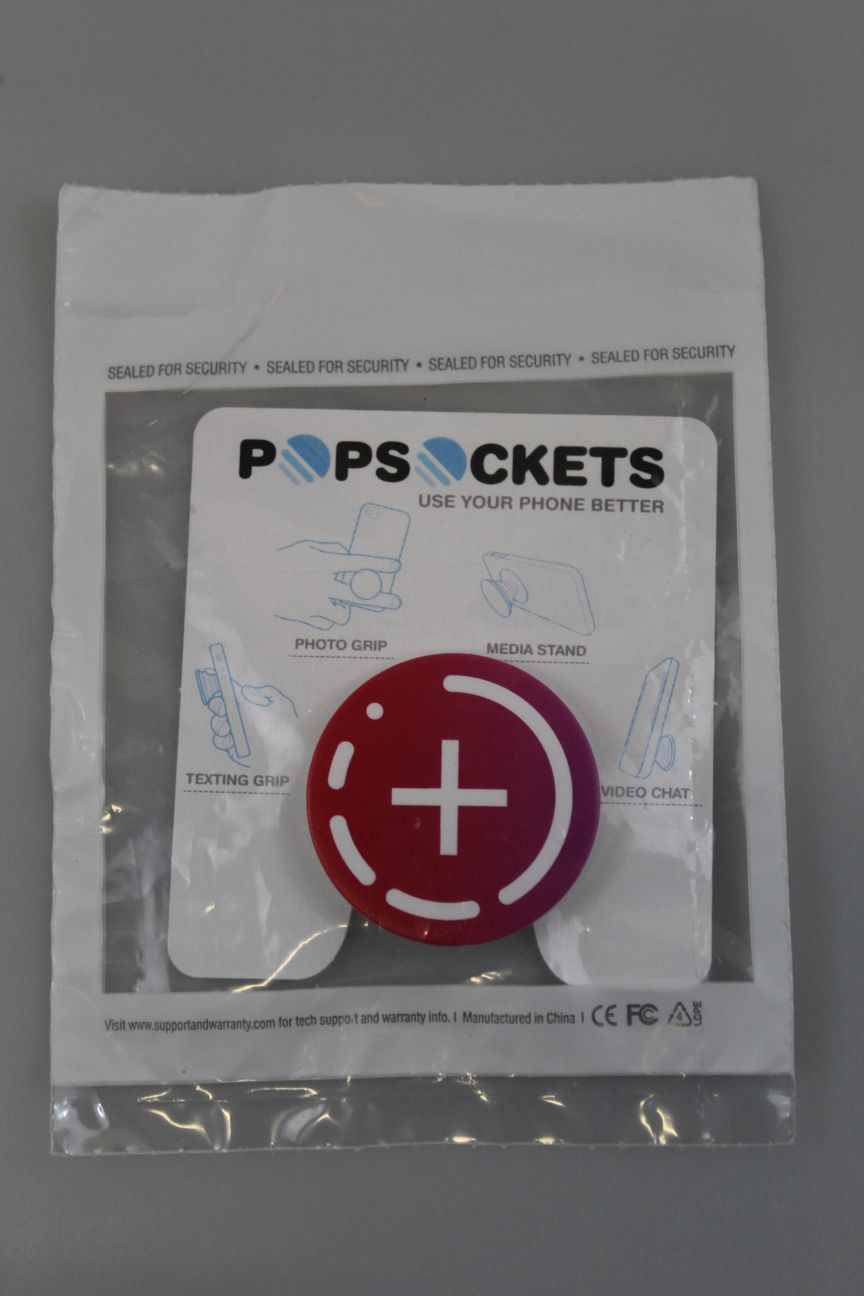 SEALED FOR SECURITY • SEALED FOR SECURITY • SEALED FOR SECURITY • SEALED FOR SECURITY
POPSOCKETS
USE YOUR PHONE BETTER
PHOTO GRIP
MEDIA STAND
TEXTING GRIP
VIDEO CHAT
Visit www.supportandwarranty.com for tech support and warranty info. I Manufactured in China I CE FC 4 LDPE